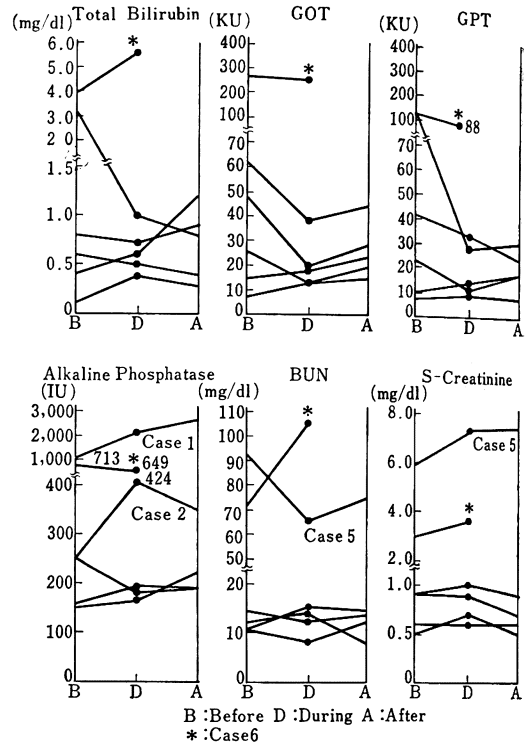 Total Bilirubin
(mg/dl)
6.0
5.0
4.0
3.0
2.0
1.5
1.0
0.5
0
*
B D A
GOT
(KU)
400
300
200
100
70
60
50
40
30
20
10
0
*
B D A
GPT
(KU)
400
300
200
100
70
60
50
40
30
20
10
0
*
88
B D A
Alkaline Phosphatase
(IU)
3,000
2,000
1,000
400
300
200
100
0
Case 1
713 * 649
424
Case 2
B D A
BUN
(mg/dl)
110
100
90
80
70
60
50
20
10
0
*
Case 5
B D A
S-Creatinine
(mg/dl)
8.0
6.0
4.0
2.0
1.0
0.5
0
Case 5
*
B D A
B :Before D :During A :After
* :Case6